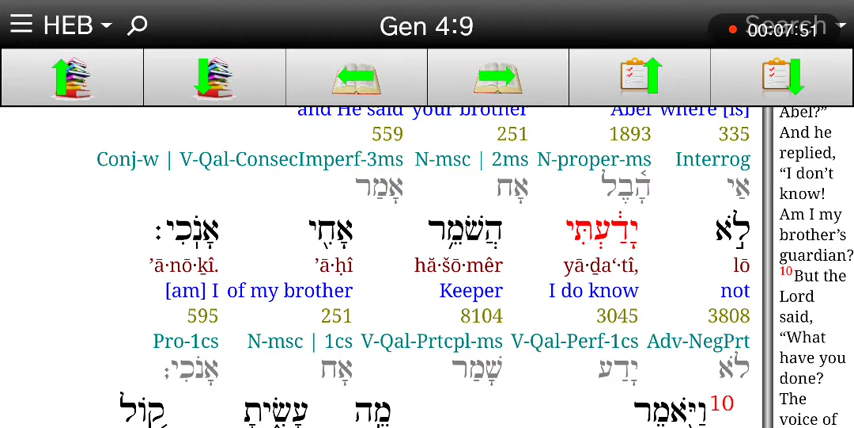 HEB
Gen 4:9
Search
00:07:51
and He said your brother Abel where [is]
559 251 1893 335
Conj-w | V-Qal-ConsecImperf-3ms N-msc | 2ms N-proper-ms Interrog
אַי הָ֫בֶל אָח אָמַר
לֹ֣א יָדַ֔עְתִּי הֲשֹׁמֵ֥ר אָחִ֖י אָנֹֽכִי׃
’ā·nō·ḵî. ’ā·ḥî hă·šō·mêr yā·ḏa‘·tî, lō
[am] I of my brother Keeper I do know not
595 251 8104 3045 3808
Pro-1cs N-msc | 1cs V-Qal-Prtcpl-ms V-Qal-Perf-1cs Adv-NegPrt
לֹא יָדַע שָׁמַר אָח אָנֹכִי׃
10 וַיֹּ֖אמֶר מֶ֣ה עָשִׂ֑יתָ ק֚וֹל
Abel?”
And he
replied,
“I don’t
know!
Am I my
brother’s
guardian?
10But the
Lord
said,
“What
have you
done?
The
voice of